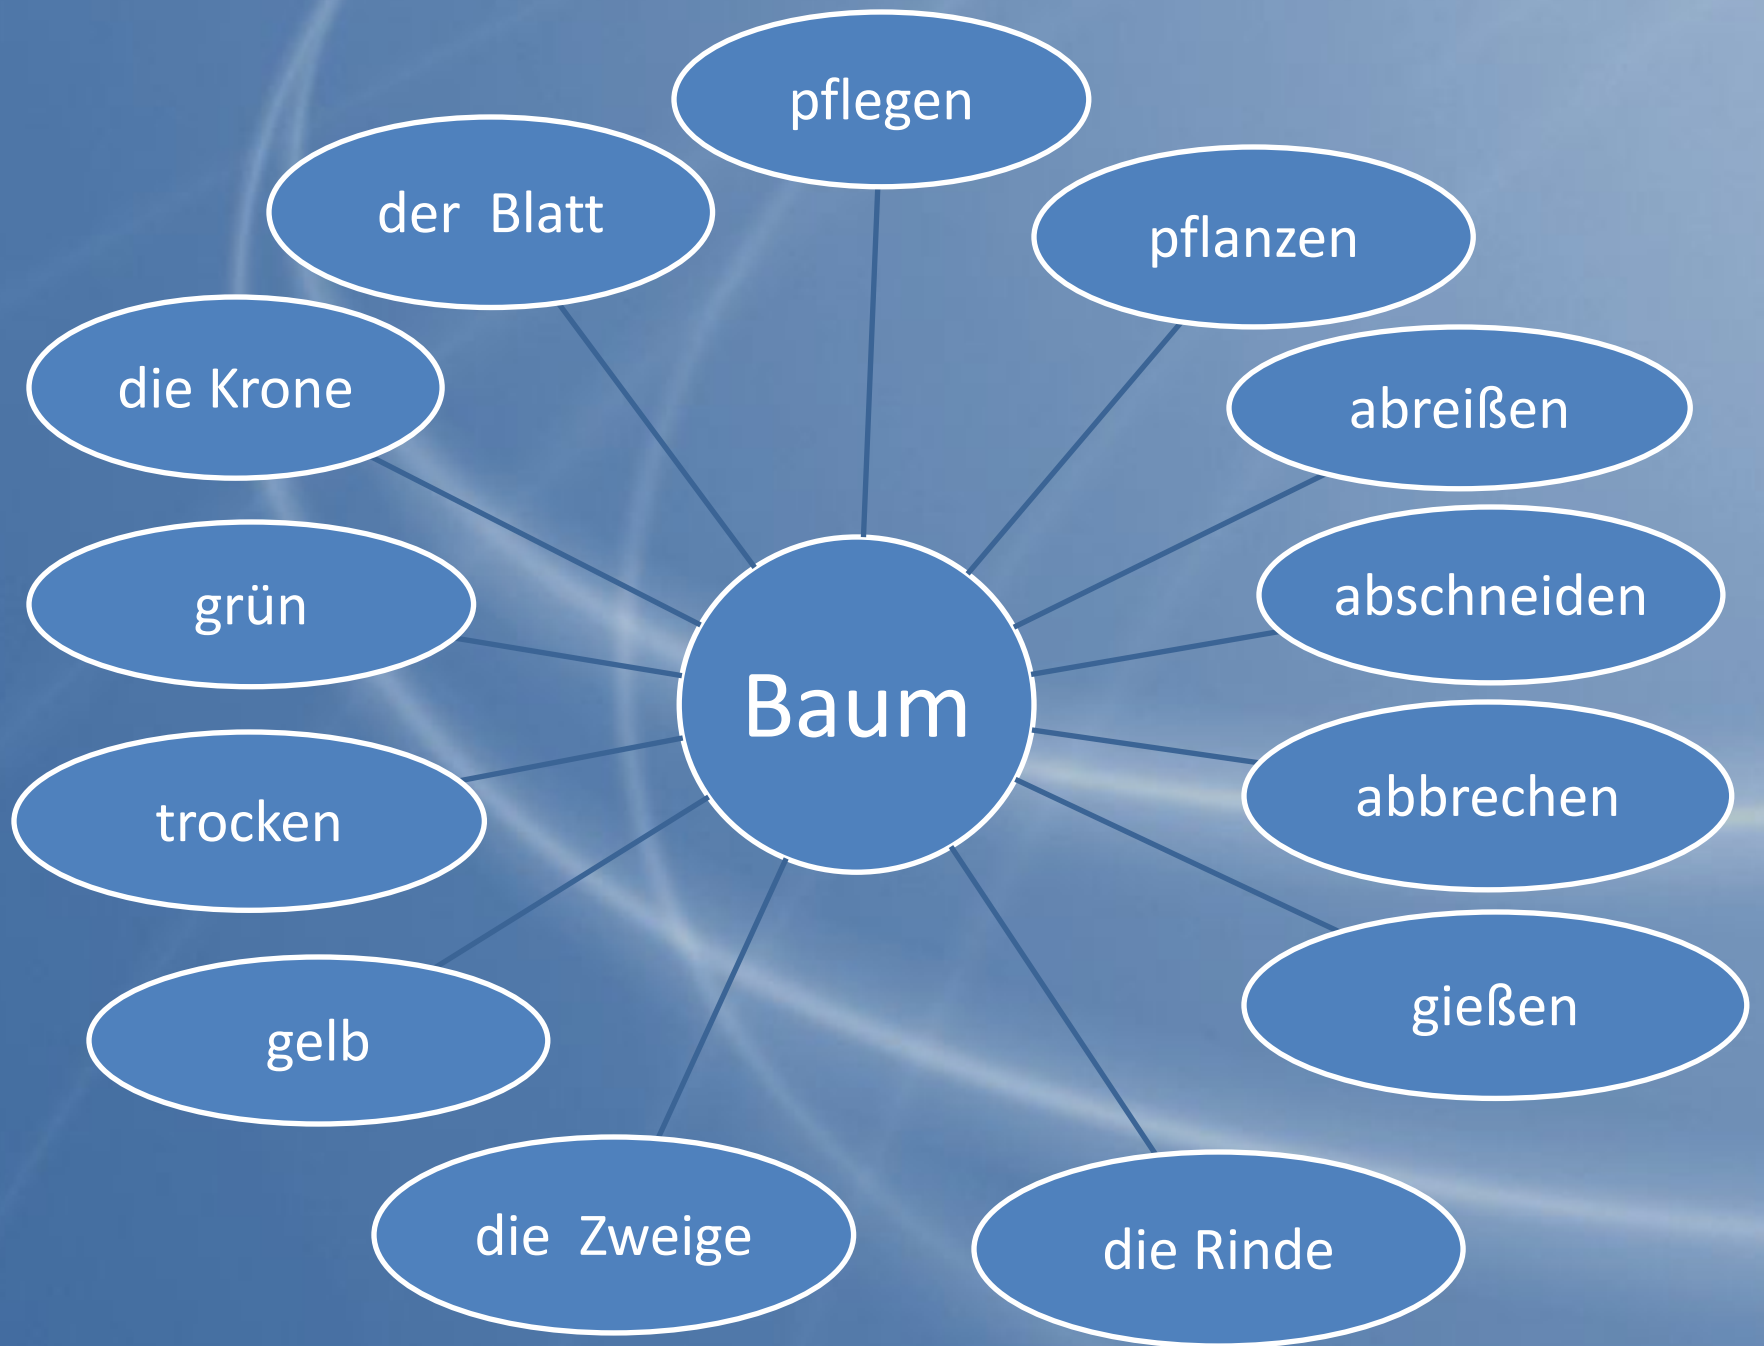 pflegen
der Blatt
pflanzen
die Krone
abreißen
grün
abschneiden
Baum
trocken
abbrechen
gelb
gießen
die Zweige
die Rinde